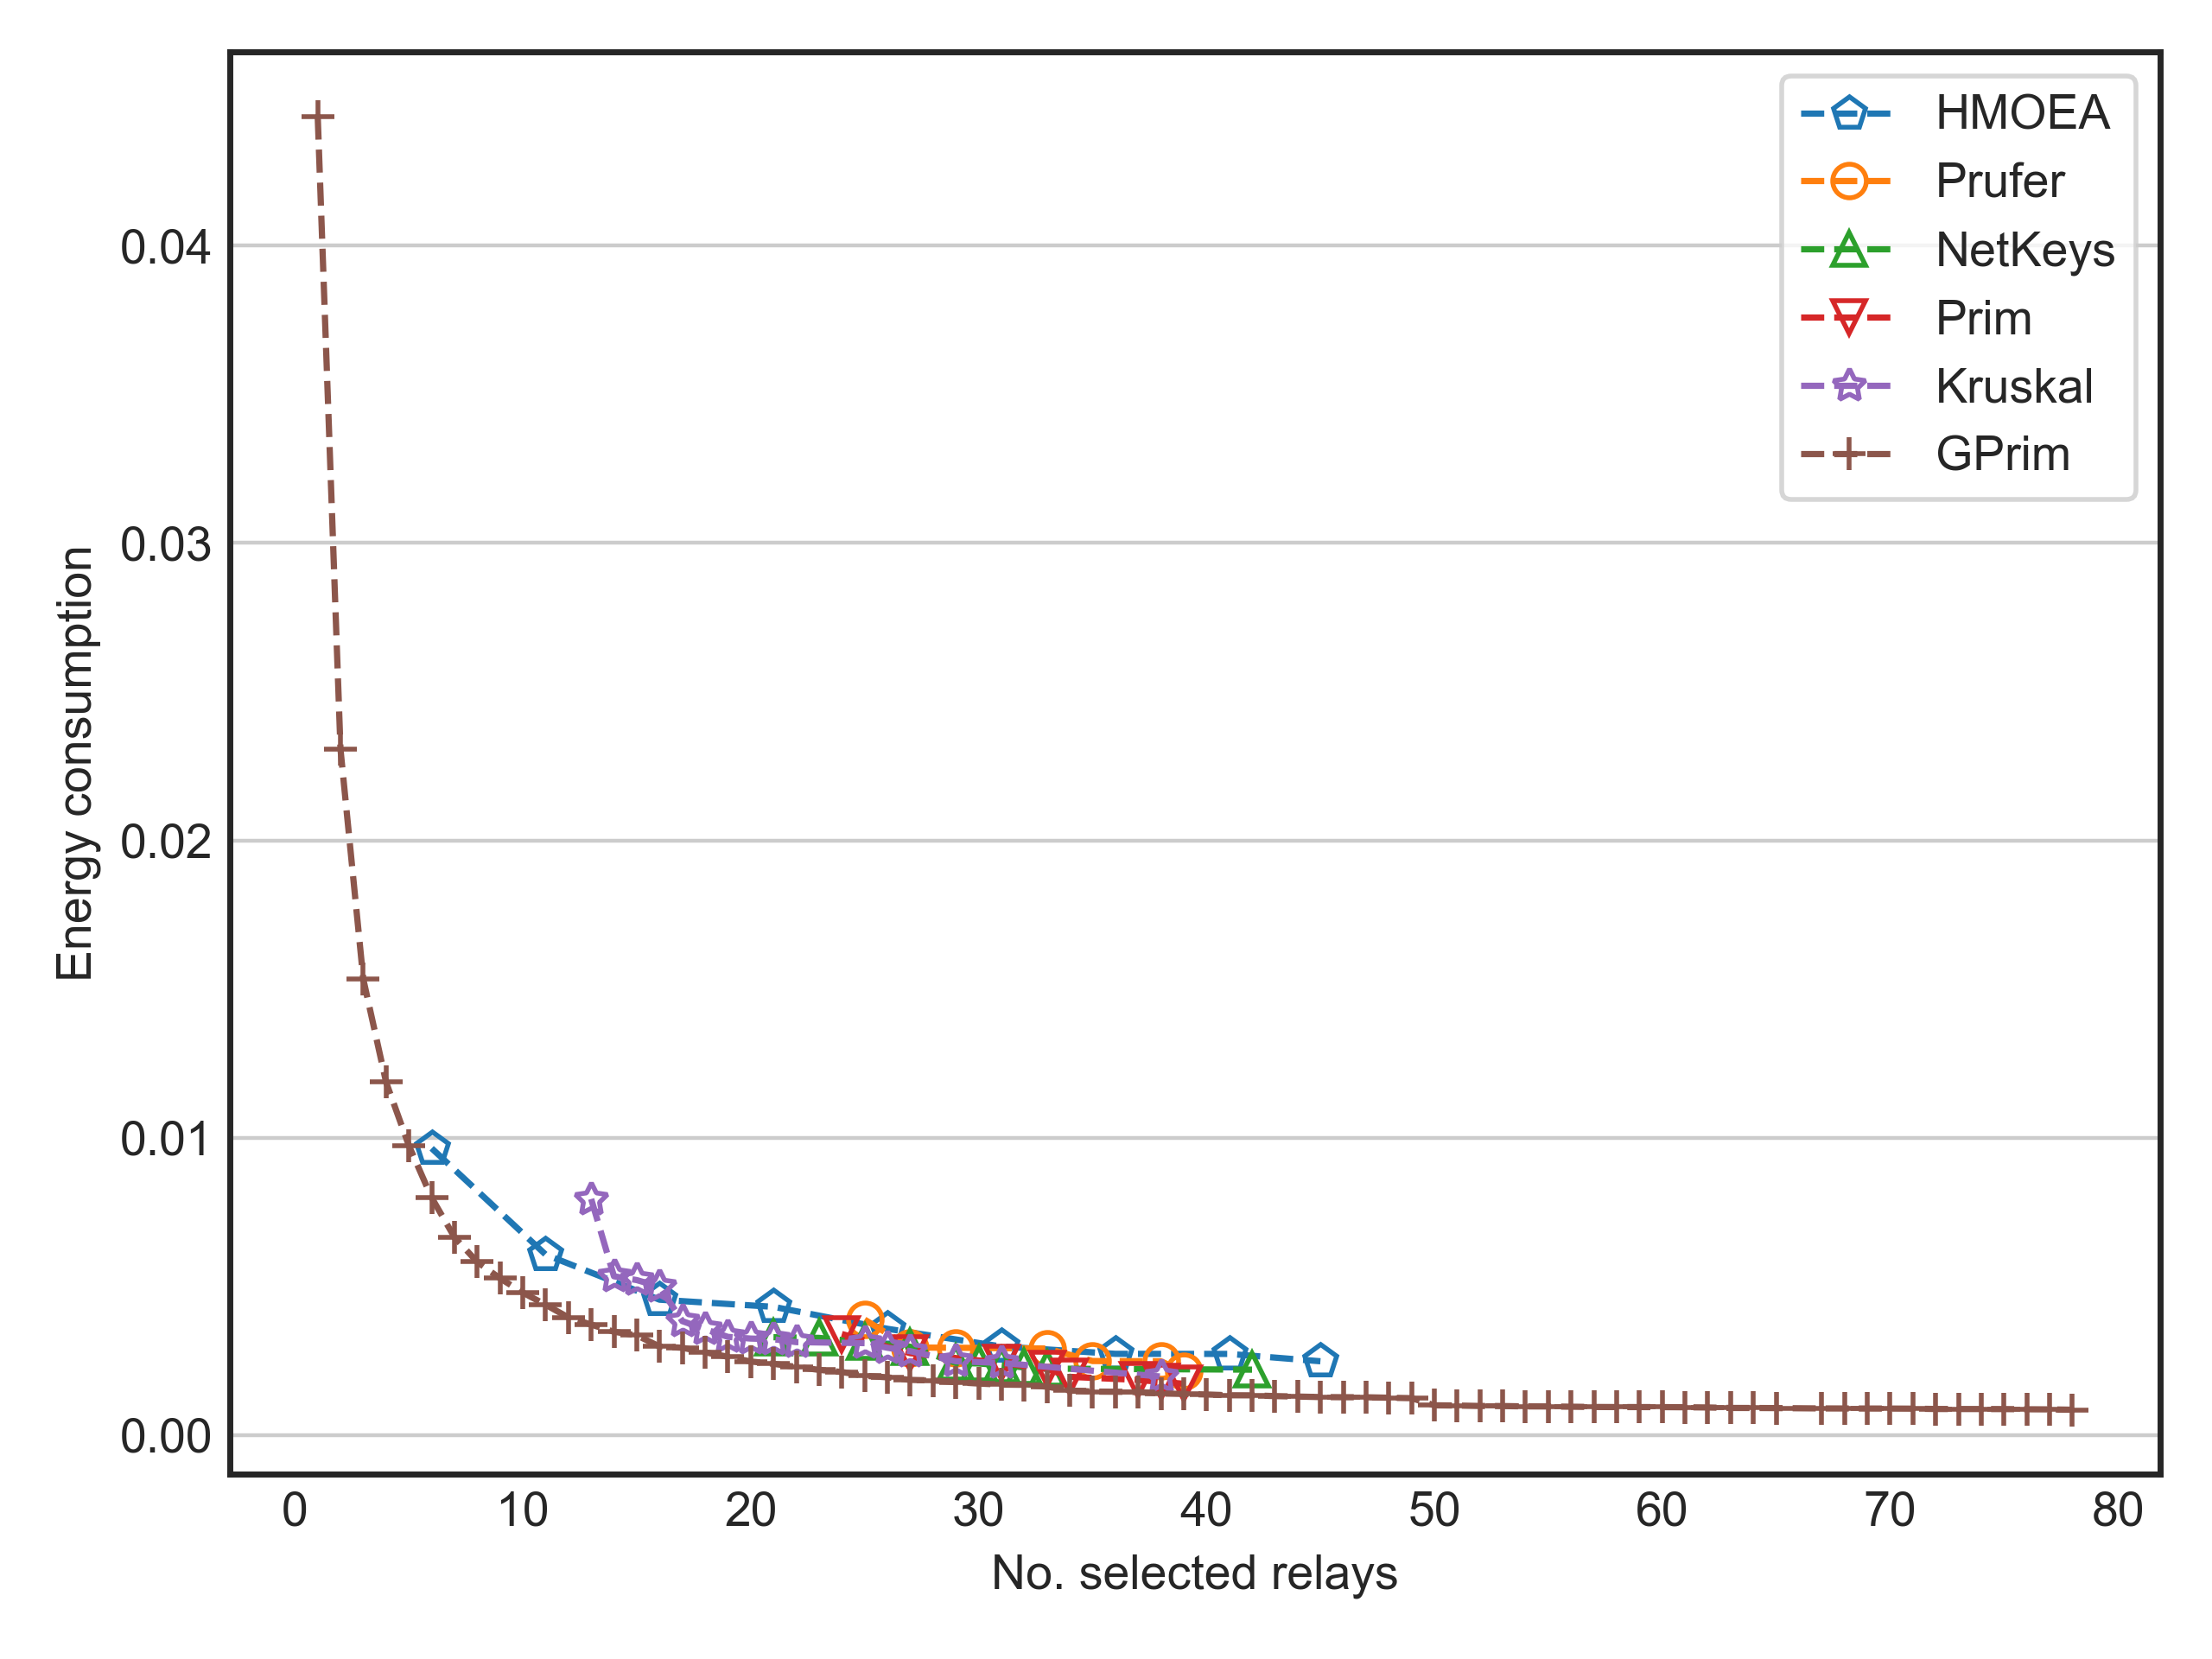 HMOEA
Prufer
NetKeys
Prim
Kruskal
GPrim
Energy consumption
0.04
0.03
0.02
0.01
0.00
0 10 20 30 40 50 60 70 80
No. selected relays